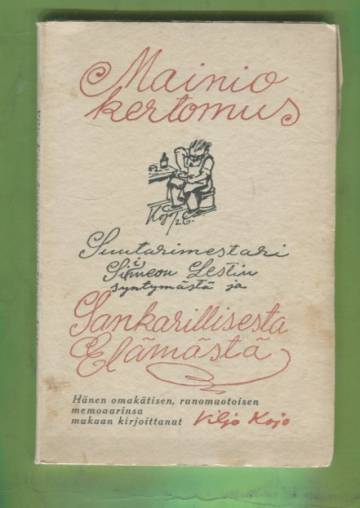 Mainio
kertomus
Suutarimestari
Simeon Lestin
syntymästä ja
Sankarillisesta
Elämästä
Hänen omakätisen, runomuotoisen
memoaarinsa
mukaan kirjoittanut Viljo Kojo